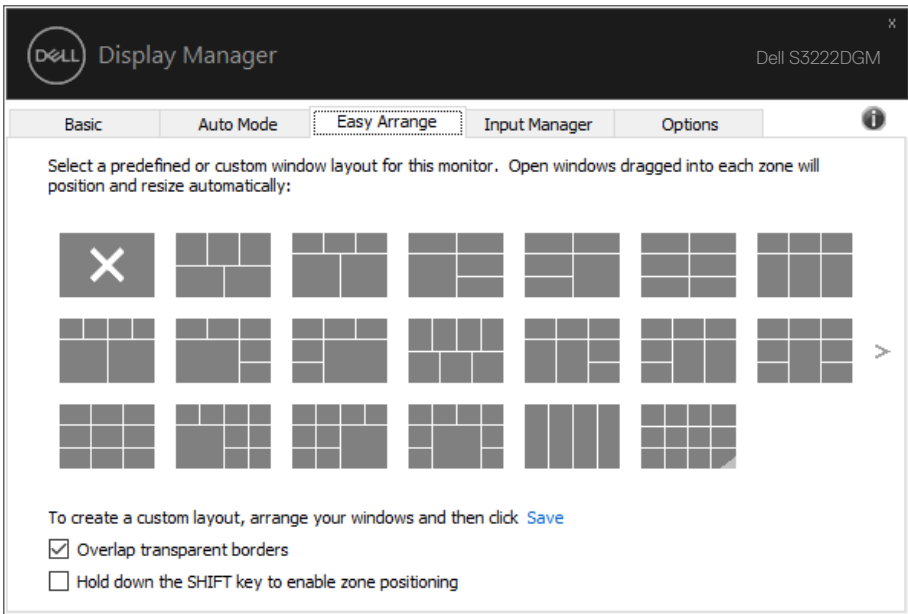 x
DELL Display Manager
Dell S3222DGM
Basic Auto Mode Easy Arrange Input Manager Options
Select a predefined or custom window layout for this monitor. Open windows dragged into each zone will
position and resize automatically:
To create a custom layout, arrange your windows and then click Save
Overlap transparent borders
Hold down the SHIFT key to enable zone positioning